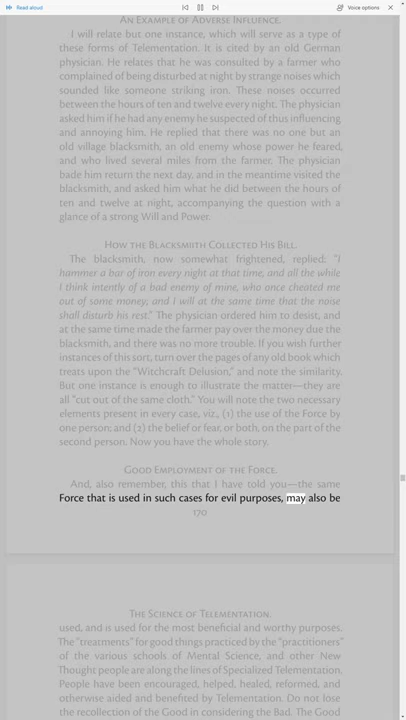 Read aloud
Voice options
An Example of Adverse Influence.
I will relate but one instance, which will serve as a type of
these forms of Telementation. It is cited by an old German
physician. He relates that he was consulted by a farmer who
complained of being disturbed at night by strange noises which
sounded like someone striking iron. These noises occurred
between the hours of ten and twelve every night. The physician
asked him if he had any enemy he suspected of thus influencing
and annoying him. He replied that there was no one but an
old village blacksmith, an old enemy whose power he feared,
and who lived several miles from the farmer. The physician
bade him return the next day, and in the meantime visited the
blacksmith, and asked him what he did between the hours of
ten and twelve at night, accompanying the question with a
glance of a strong Will and Power.
How the Blacksmith Collected His Bill.
The blacksmith, now somewhat frightened, replied: "I
hammer a bar of iron every night at that time, and all the while
I think intently of a bad enemy of mine, who once cheated me
out of some money, and I will at the same time that the noise
shall disturb his rest." The physician ordered him to desist, and
at the same time made the farmer pay over the money due the
blacksmith, and there was no more trouble. If you wish further
instances of this sort, turn over the pages of any old book which
treats upon the “Witchcraft Delusion,” and note the similarity.
But one instance is enough to illustrate the matter—they are
all “cut out of the same cloth.” You will note the two necessary
elements present in every case, viz., (1) the use of the Force by
one person; and (2) the belief or fear, or both, on the part of the
second person. Now you have the whole story.
Good Employment of the Force.
And, also remember, this that I have told you—the same
Force that is used in such cases for evil purposes, may also be
170
The Science of Telementation.
used, and is used for the most beneficial and worthy purposes.
The “treatments” for good things practiced by the “practitioners”
of the various schools of Mental Science, and other New
Thought people are along the lines of Specialized Telementation.
People have been encouraged, helped, healed, reformed, and
otherwise aided and benefited by Telementation. Do not lose
the recollection of the Good in considering the Bad. The Good